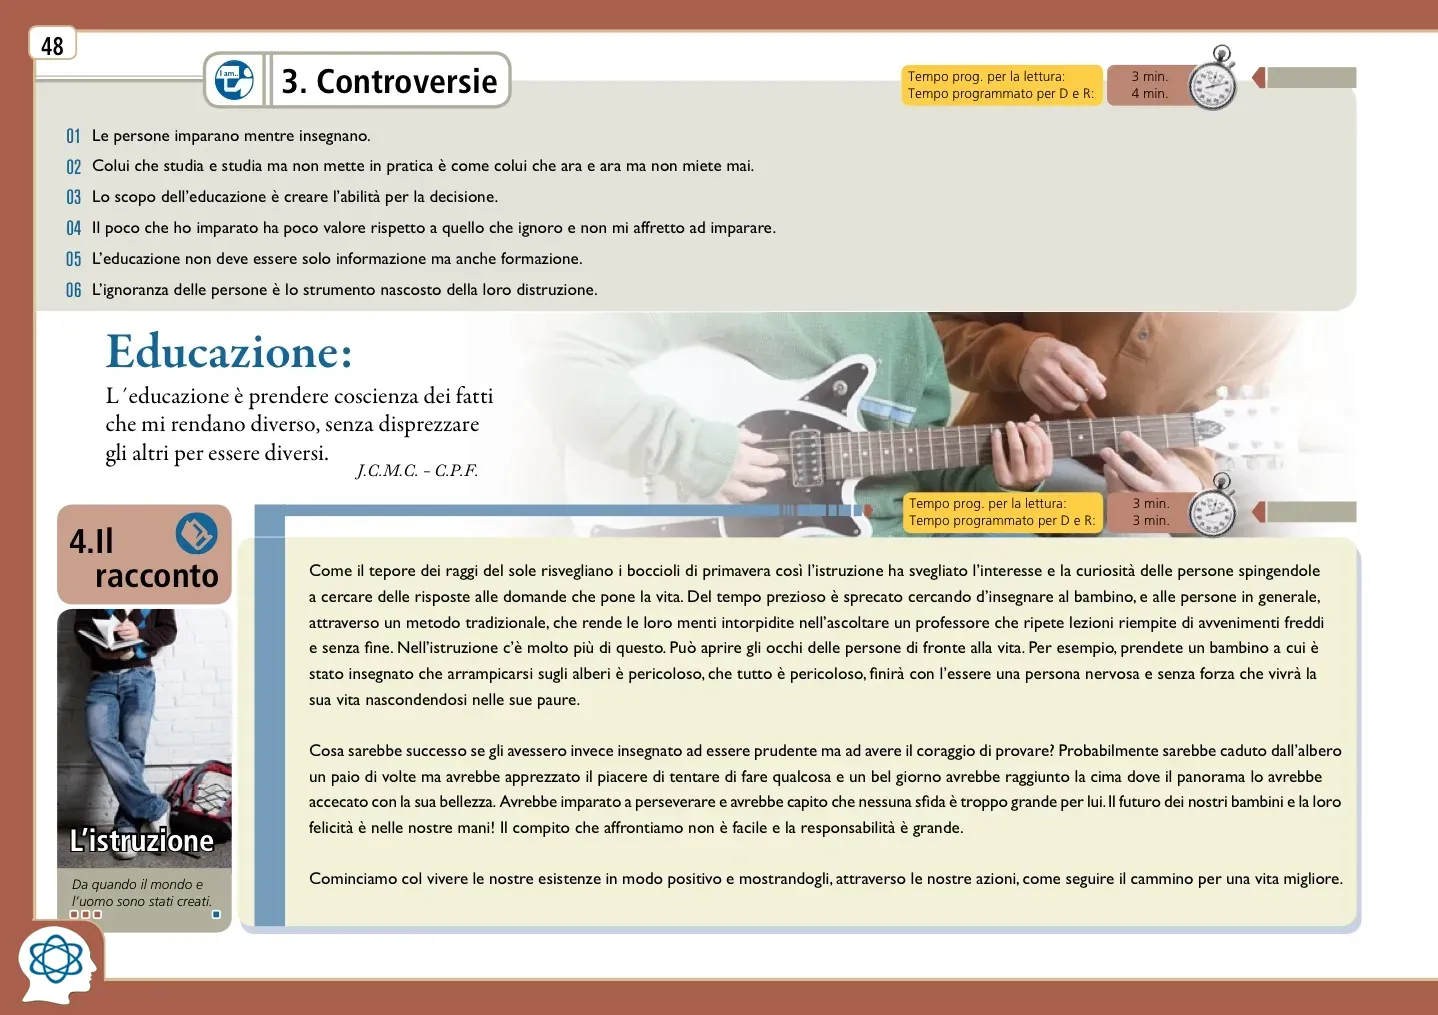 48
I am...
3. Controversie
Tempo prog. per la lettura: 3 min.
Tempo programmato per D e R: 4 min.
01 Le persone imparano mentre insegnano.
02 Colui che studia e studia ma non mette in pratica è come colui che ara e ara ma non miete mai.
03 Lo scopo dell'educazione è creare l'abilità per la decisione.
04 Il poco che ho imparato ha poco valore rispetto a quello che ignoro e non mi affretto ad imparare.
05 L'educazione non deve essere solo informazione ma anche formazione.
06 L'ignoranza delle persone è lo strumento nascosto della loro distruzione.
Educazione:
L´educazione è prendere coscienza dei fatti
che mi rendano diverso, senza disprezzare
gli altri per essere diversi.
J.C.M.C. – C.P.F.
Tempo prog. per la lettura: 3 min.
Tempo programmato per D e R: 3 min.
4.Il
racconto
Come il tepore dei raggi del sole risvegliano i boccioli di primavera così l'istruzione ha svegliato l'interesse e la curiosità delle persone spingendole
a cercare delle risposte alle domande che pone la vita. Del tempo prezioso è sprecato cercando d'insegnare al bambino, e alle persone in generale,
attraverso un metodo tradizionale, che rende le loro menti intorpidite nell'ascoltare un professore che ripete lezioni riempite di avvenimenti freddi
e senza fine. Nell'istruzione c'è molto più di questo. Può aprire gli occhi delle persone di fronte alla vita. Per esempio, prendete un bambino a cui è
stato insegnato che arrampicarsi sugli alberi è pericoloso, che tutto è pericoloso, finirà con l'essere una persona nervosa e senza forza che vivrà la
sua vita nascondendosi nelle sue paure.
Cosa sarebbe successo se gli avessero invece insegnato ad essere prudente ma ad avere il coraggio di provare? Probabilmente sarebbe caduto dall'albero
un paio di volte ma avrebbe apprezzato il piacere di tentare di fare qualcosa e un bel giorno avrebbe raggiunto la cima dove il panorama lo avrebbe
accecato con la sua bellezza. Avrebbe imparato a perseverare e avrebbe capito che nessuna sfida è troppo grande per lui. Il futuro dei nostri bambini e la loro
felicità è nelle nostre mani! Il compito che affrontiamo non è facile e la responsabilità è grande.
Cominciamo col vivere le nostre esistenze in modo positivo e mostrandogli, attraverso le nostre azioni, come seguire il cammino per una vita migliore.
L'istruzione
Da quando il mondo e
l'uomo sono stati creati.